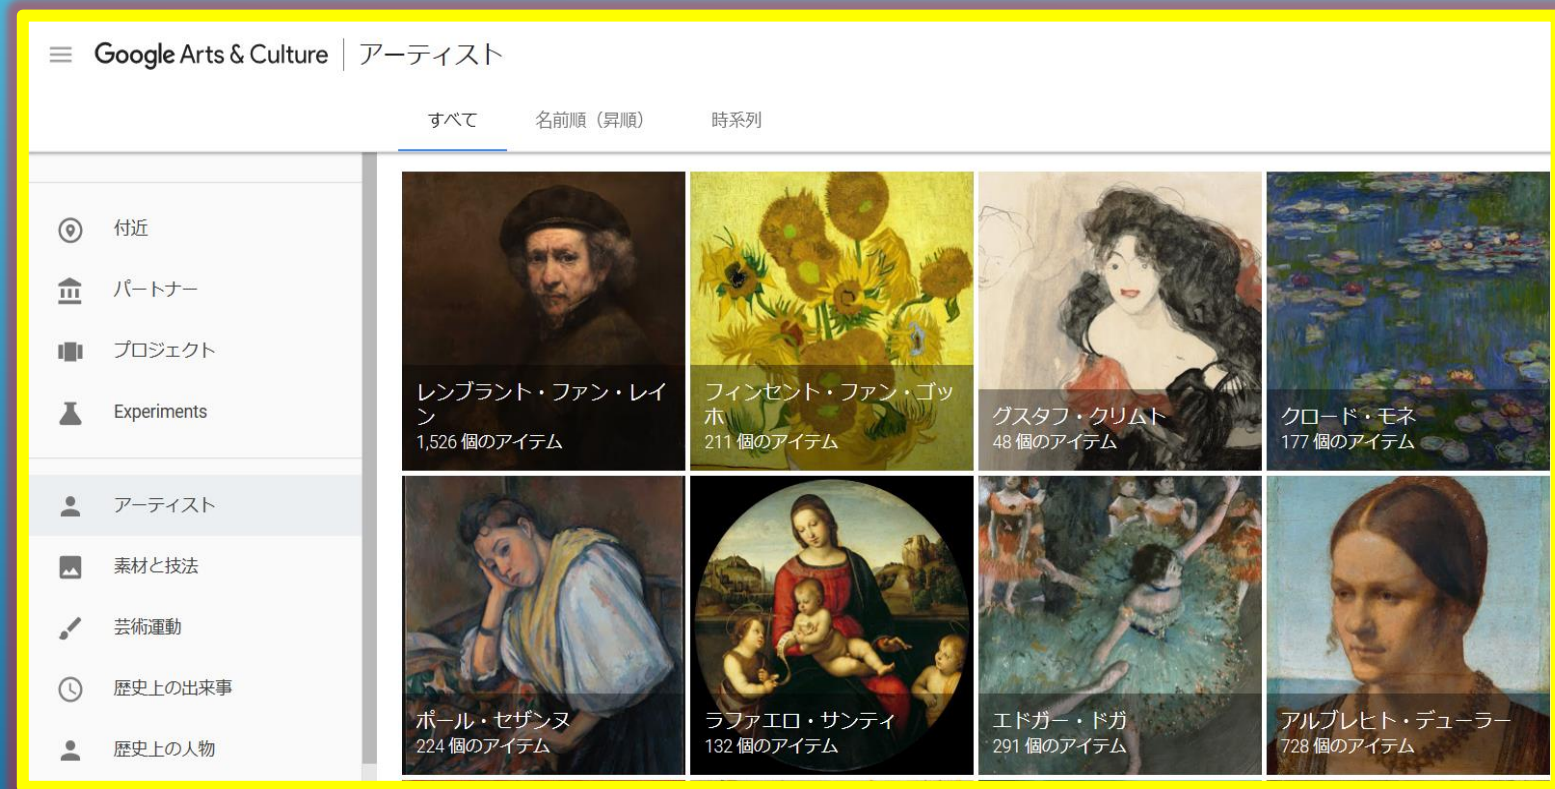 Google Arts & Culture | アーティスト
すべて 名前順（昇順） 時系列
付近
パートナー
プロジェクト
Experiments
アーティスト
素材と技法
芸術運動
歴史上の出来事
歴史上の人物
レンブラント・ファン・レイ
ン
1,526 個のアイテム
フィンセント・ファン・ゴッ
ホ
211 個のアイテム
グスタフ・クリムト
48 個のアイテム
クロード・モネ
177 個のアイテム
ポール・セザンヌ
224 個のアイテム
ラファエロ・サンティ
132 個のアイテム
エドガー・ドガ
291 個のアイテム
アルブレヒト・デューラー
728 個のアイテム